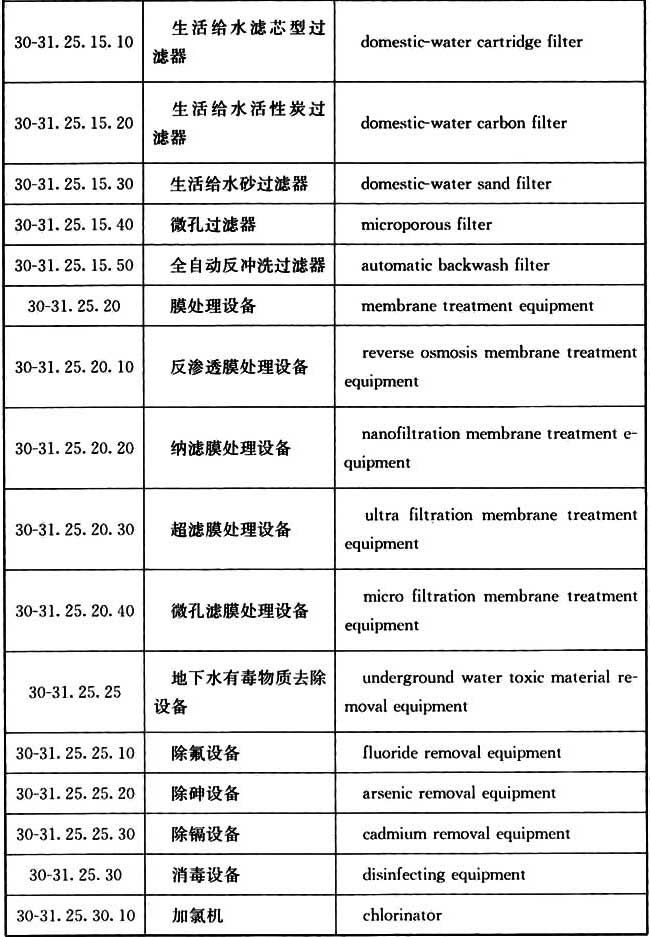 30-31. 25. 15. 10 生活给水滤芯型过 domestic-water cartridge filter
滤器
30-31. 25. 15. 20 生活给水活性炭过 domestic-water carbon filter
滤器
30-31. 25. 15. 30 生活给水砂过滤器 domestic-water sand filter
30-31. 25. 15. 40 微孔过滤器 microporous filter
30-31. 25. 15. 50 全自动反冲洗过滤器 automatic backwash filter
30-31. 25. 20 膜处理设备 membrane treatment equipment
30-31. 25. 20. 10 反渗透膜处理设备 reverse osmosis membrane treatment
equipment
30-31. 25. 20. 20 纳滤膜处理设备 nanofiltration membrane treatment e-
quipment
30-31. 25. 20. 30 超滤膜处理设备 ultra filtration membrane treatment
equipment
30-31. 25. 20. 40 微孔滤膜处理设备 micro filtration membrane treatment
equipment
30-31. 25. 25 地下水有毒物质去除 underground water toxic material re-
设备 moval equipment
30-31. 25. 25. 10 除氟设备 fluoride removal equipment
30-31. 25. 25. 20 除砷设备 arsenic removal equipment
30-31. 25. 25. 30 除镉设备 cadmium removal equipment
30-31. 25. 30 消毒设备 disinfecting equipment
30-31. 25. 30. 10 加氯机 chlorinator